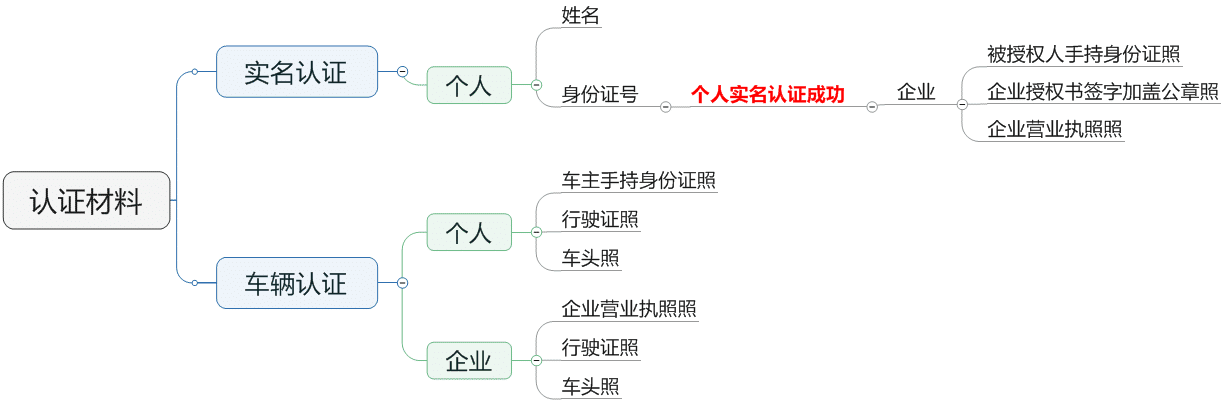 认证材料
实名认证
个人
姓名
身份证号
个人实名认证成功
企业
被授权人手持身份证照
企业授权书签字加盖公章照
企业营业执照照
车辆认证
个人
车主手持身份证照
行驶证照
车头照
企业
企业营业执照照
行驶证照
车头照